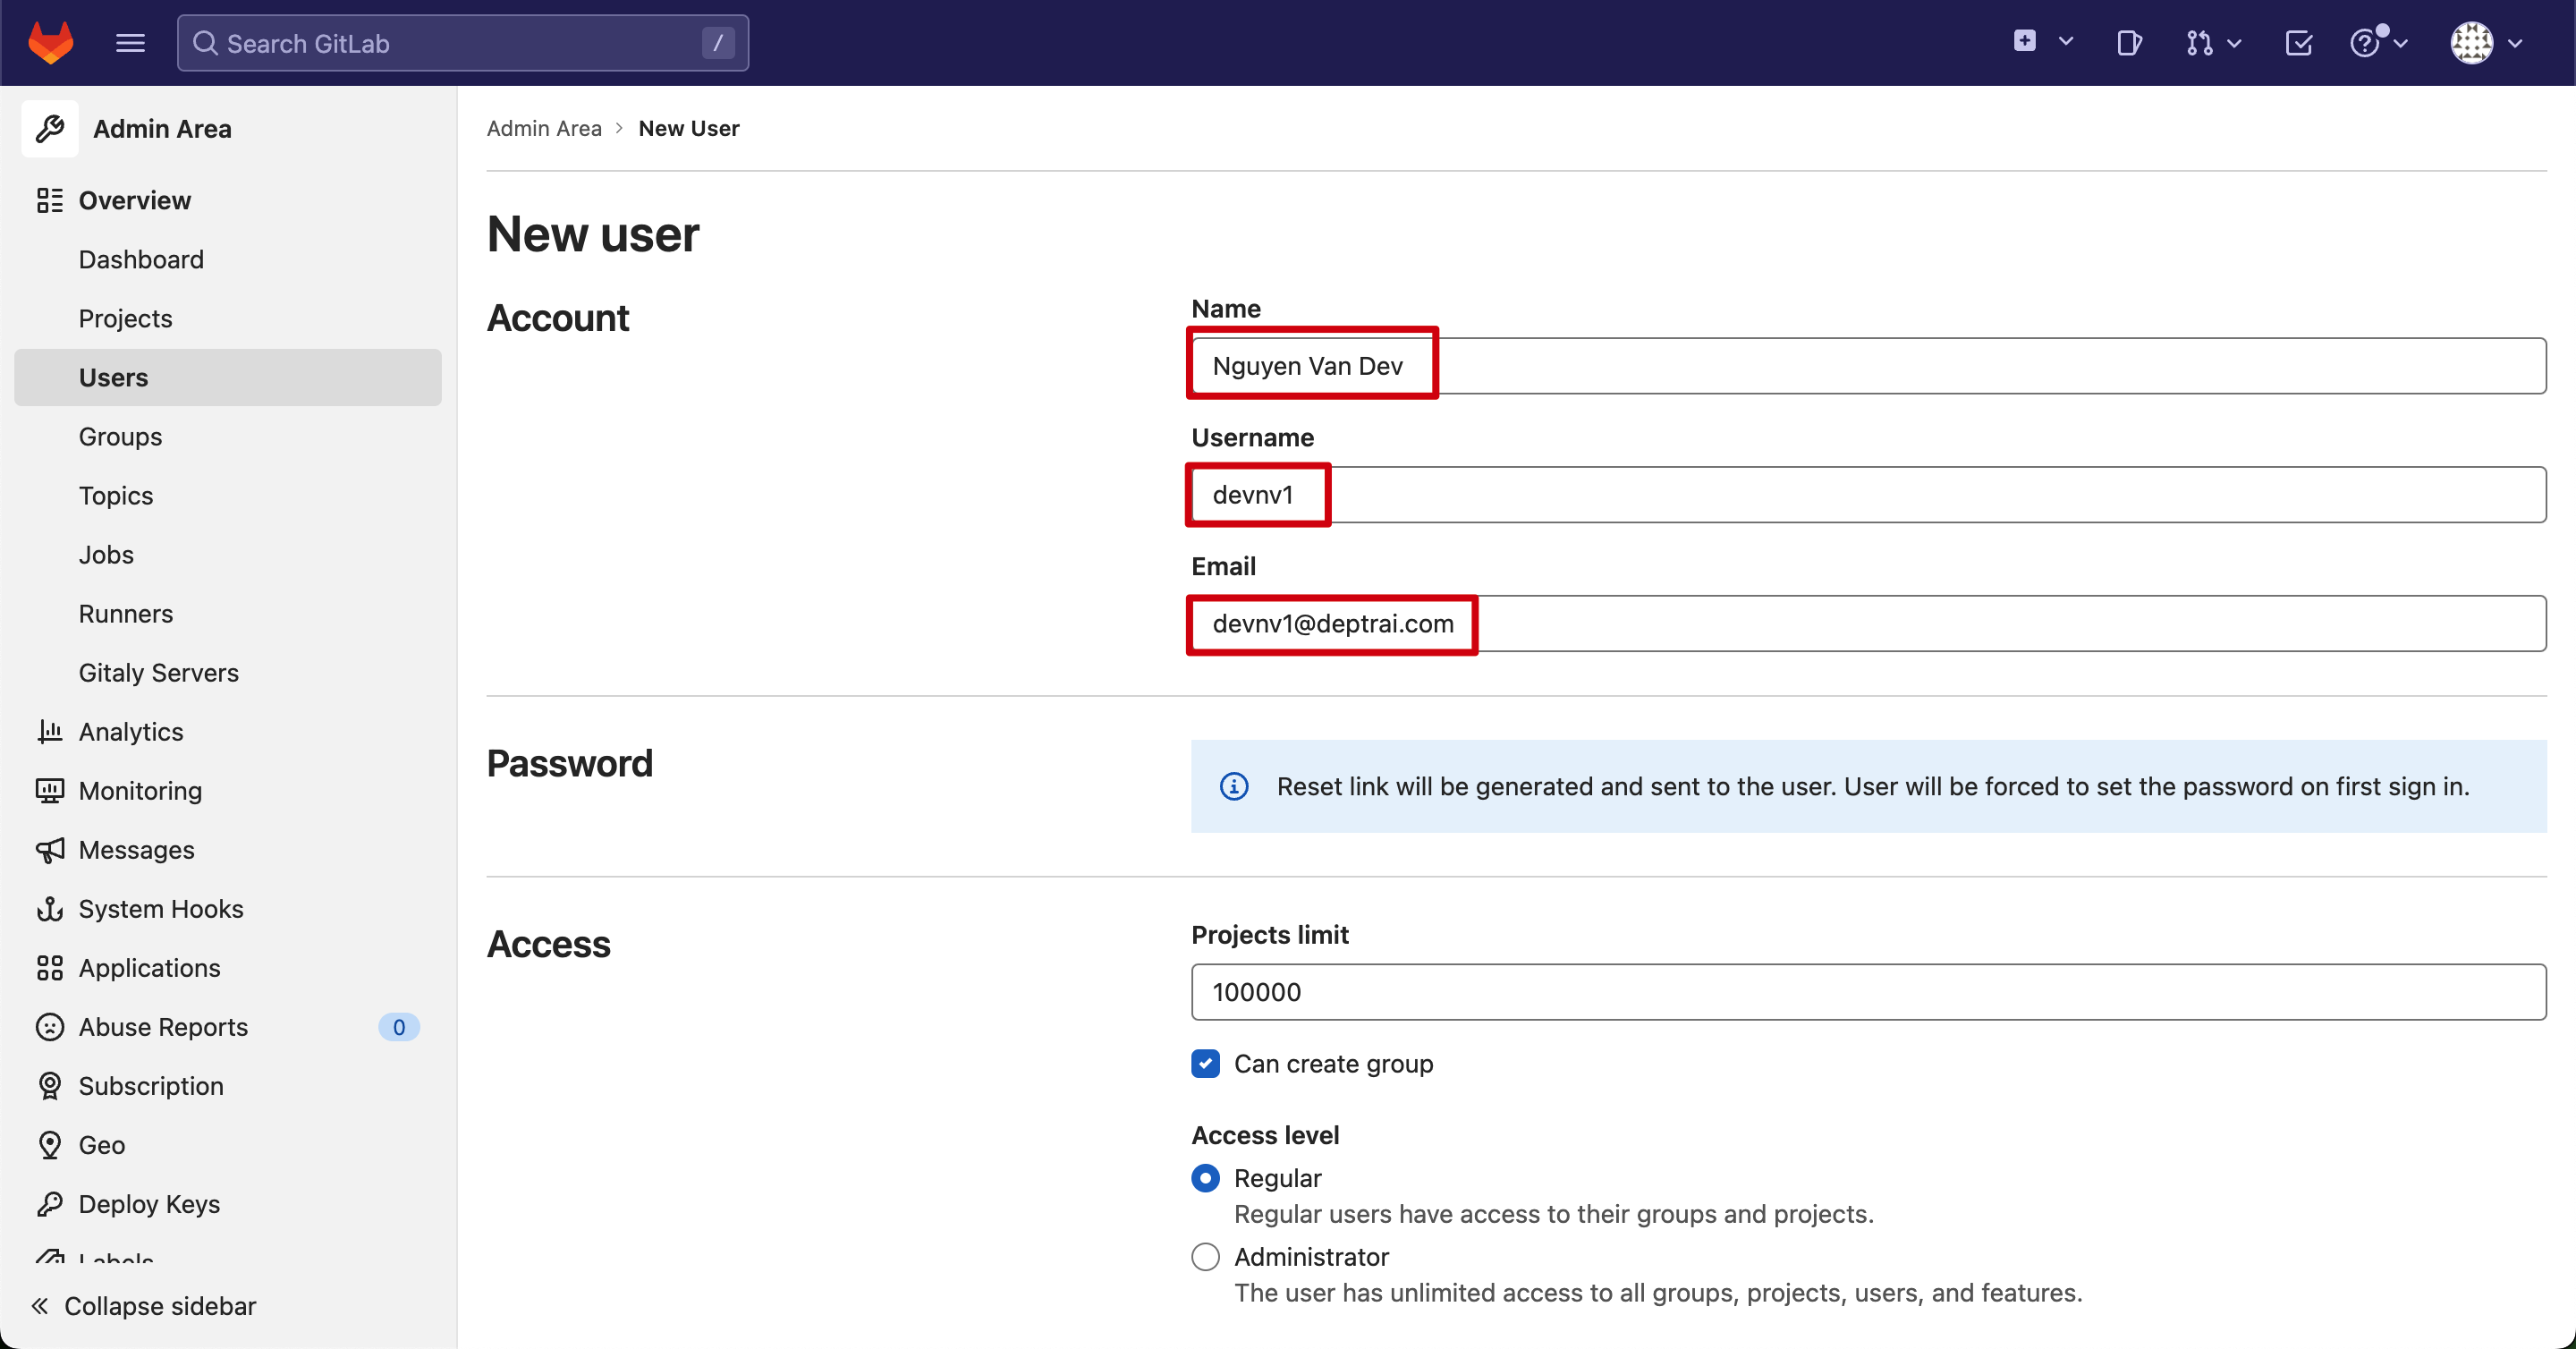 Search GitLab /
Admin Area
Overview
Dashboard
Projects
Users
Groups
Topics
Jobs
Runners
Gitaly Servers
Analytics
Monitoring
Messages
System Hooks
Applications
Abuse Reports 0
Subscription
Geo
Deploy Keys
Labels
Collapse sidebar
Admin Area > New User
New user
Account
Name
Nguyen Van Dev
Username
devnv1
Email
devnv1@deptrai.com
Password
Reset link will be generated and sent to the user. User will be forced to set the password on first sign in.
Access
Projects limit
100000
Can create group
Access level
Regular
Regular users have access to their groups and projects.
Administrator
The user has unlimited access to all groups, projects, users, and features.